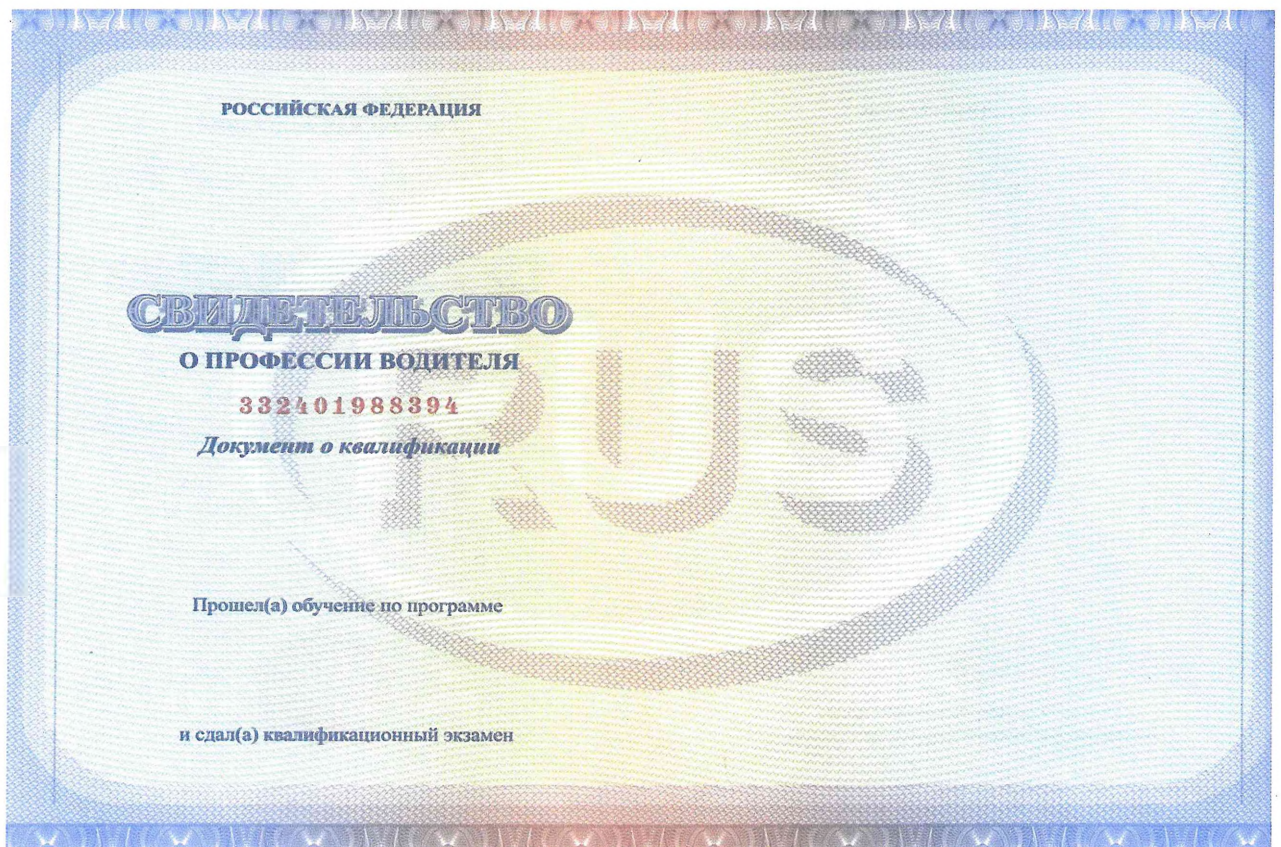 РОССИЙСКАЯ ФЕДЕРАЦИЯ
СВИДЕТЕЛЬСТВО
О ПРОФЕССИИ ВОДИТЕЛЯ
332401988394
Документ о квалификации
RUS
Прошел(а) обучение по программе
и сдал(а) квалификационный экзамен